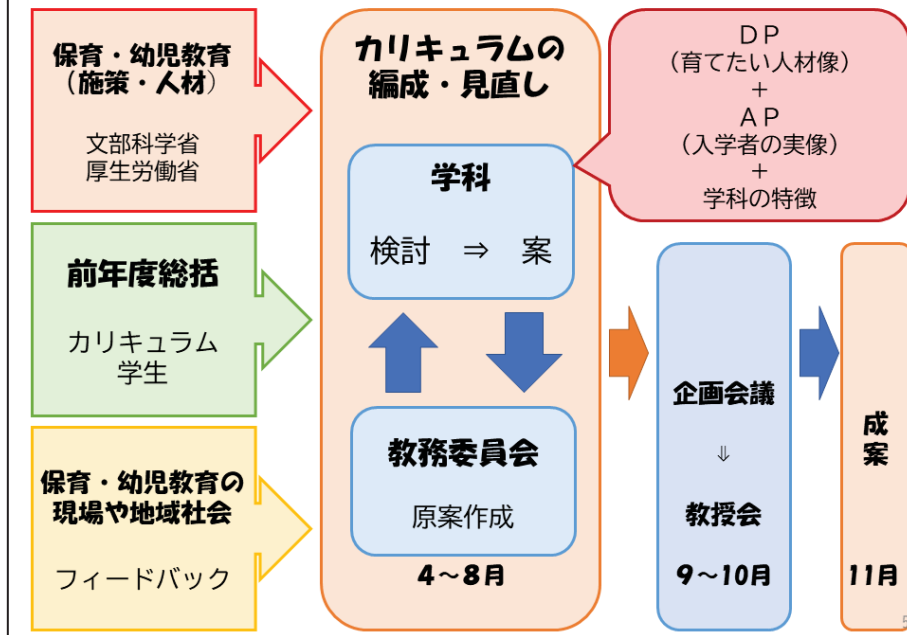 保育・幼児教育
（施策・人材）
文部科学省
厚生労働省
前年度総括
カリキュラム
学生
保育・幼児教育の
現場や地域社会
フィードバック
カリキュラムの
編成・見直し
学科
検討 ⇒ 案
教務委員会
原案作成
4～8月
ＤＰ
（育てたい人材像）
+
ＡＰ
（入学者の実像）
+
学科の特徴
企画会議
⇓
教授会
9～10月
成案
11月
5